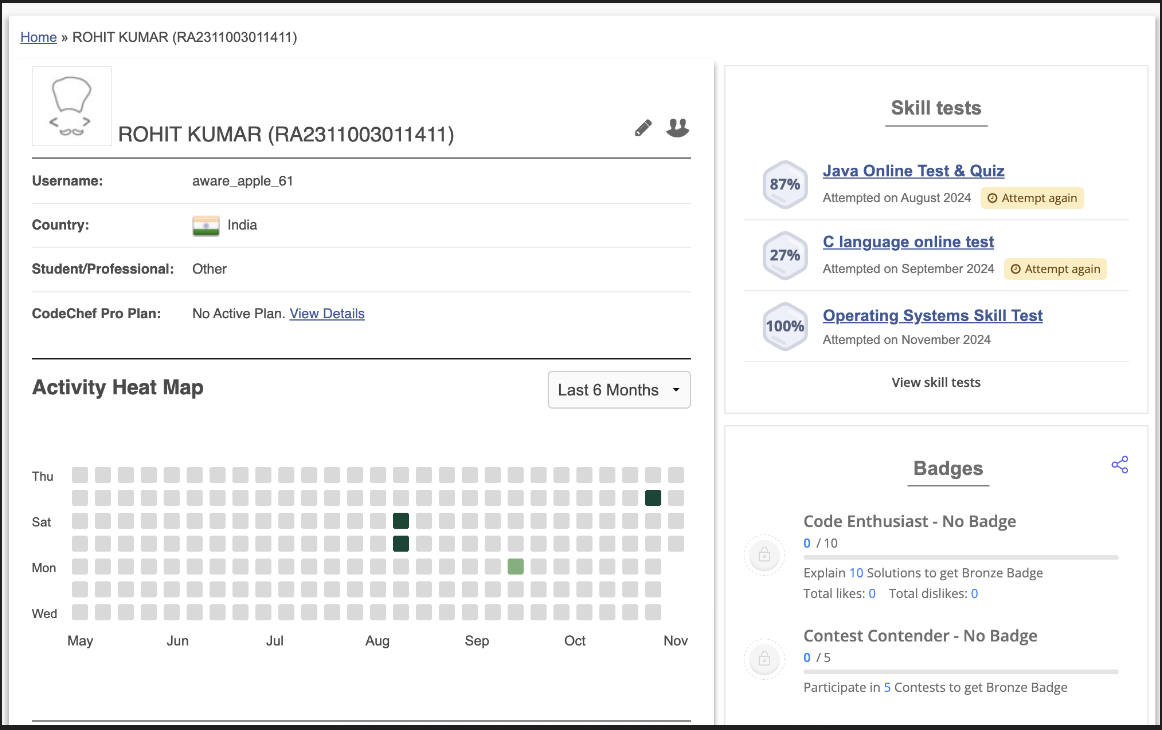 Home » ROHIT KUMAR (RA2311003011411)
ROHIT KUMAR (RA2311003011411)
Username: aware_apple_61
Country: India
Student/Professional: Other
CodeChef Pro Plan: No Active Plan. View Details
Activity Heat Map
Last 6 Months
Thu
Sat
Mon
Wed
May Jun Jul Aug Sep Oct Nov
Skill tests
87% Java Online Test & Quiz
Attempted on August 2024 Attempt again
27% C language online test
Attempted on September 2024 Attempt again
100% Operating Systems Skill Test
Attempted on November 2024
View skill tests
Badges
Code Enthusiast - No Badge
0 / 10
Explain 10 Solutions to get Bronze Badge
Total likes: 0 Total dislikes: 0
Contest Contender - No Badge
0 / 5
Participate in 5 Contests to get Bronze Badge